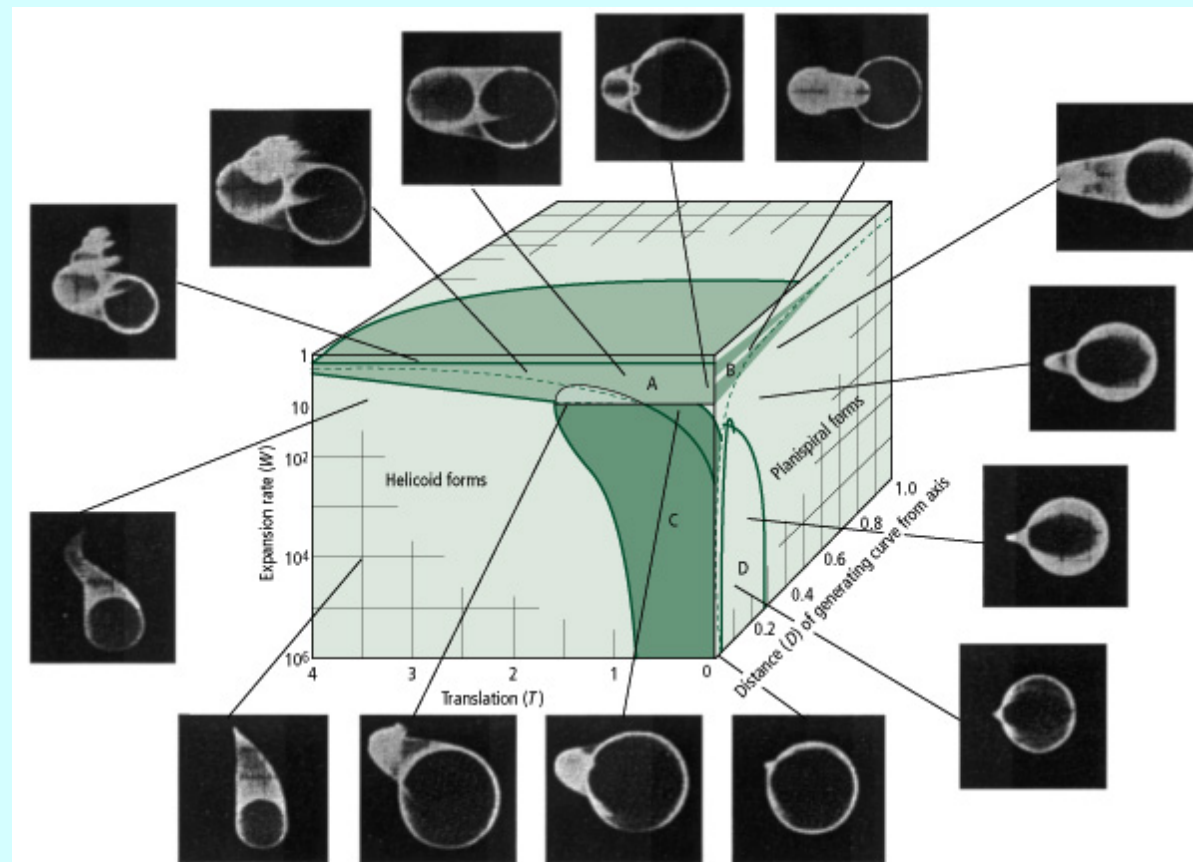 1
10
10²
10⁴
10⁶
Expansion rate (W)
4
3
2
1
0
Translation (T)
0.2
0.4
0.6
0.8
1.0
Distance (D) of generating curve from axis
Helicoid forms
Planispiral forms
A
B
C
D